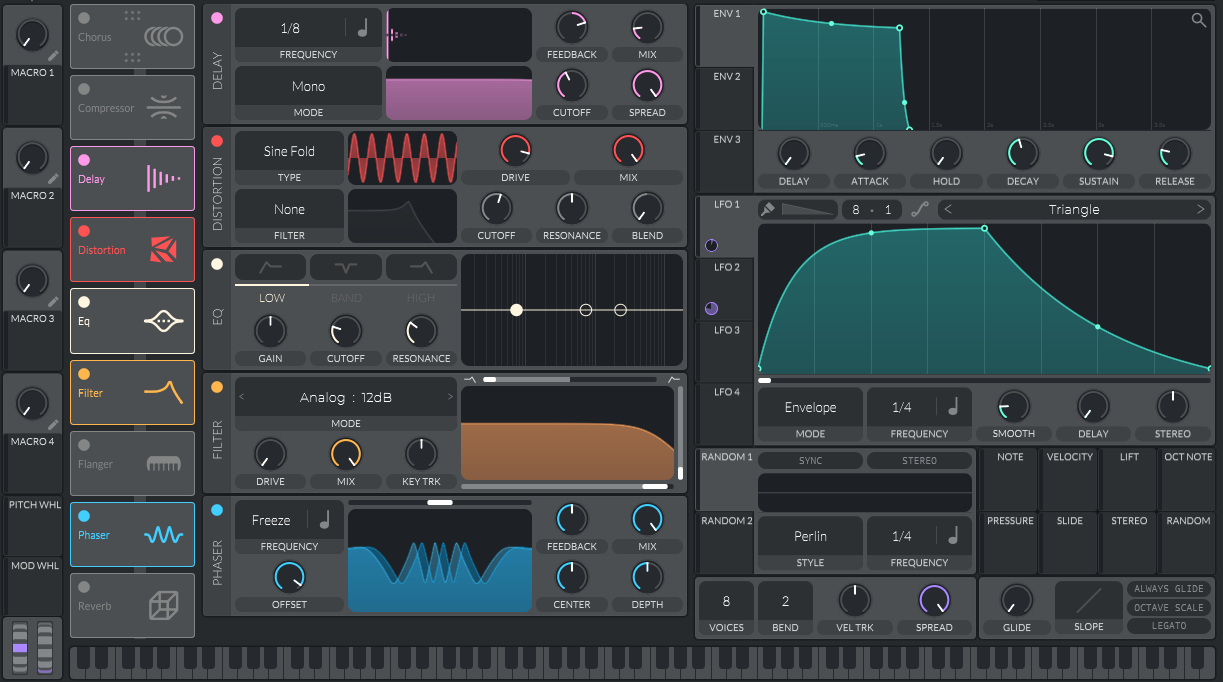 MACRO 1
MACRO 2
MACRO 3
MACRO 4
PITCH WHL
MOD WHL
Chorus
Compressor
Delay
Distortion
Eq
Filter
Flanger
Phaser
Reverb
DELAY
1/8
FREQUENCY
Mono
MODE
FEEDBACK
MIX
CUTOFF
SPREAD
DISTORTION
Sine Fold
TYPE
None
FILTER
DRIVE
MIX
CUTOFF
RESONANCE
BLEND
EQ
LOW
BAND
HIGH
GAIN
CUTOFF
RESONANCE
FILTER
< Analog : 12dB >
MODE
DRIVE
MIX
KEY TRK
PHASER
Freeze
FREQUENCY
OFFSET
FEEDBACK
MIX
CENTER
DEPTH
ENV 1
ENV 2
ENV 3
DELAY
ATTACK
HOLD
DECAY
SUSTAIN
RELEASE
LFO 1
LFO 2
LFO 3
LFO 4
8 · 1
< Triangle >
Envelope
MODE
1/4
FREQUENCY
SMOOTH
DELAY
STEREO
RANDOM 1
RANDOM 2
SYNC
STEREO
Perlin
STYLE
1/4
FREQUENCY
NOTE
VELOCITY
LIFT
OCT NOTE
PRESSURE
SLIDE
STEREO
RANDOM
8
VOICES
2
BEND
VEL TRK
SPREAD
GLIDE
SLOPE
ALWAYS GLIDE
OCTAVE SCALE
LEGATO